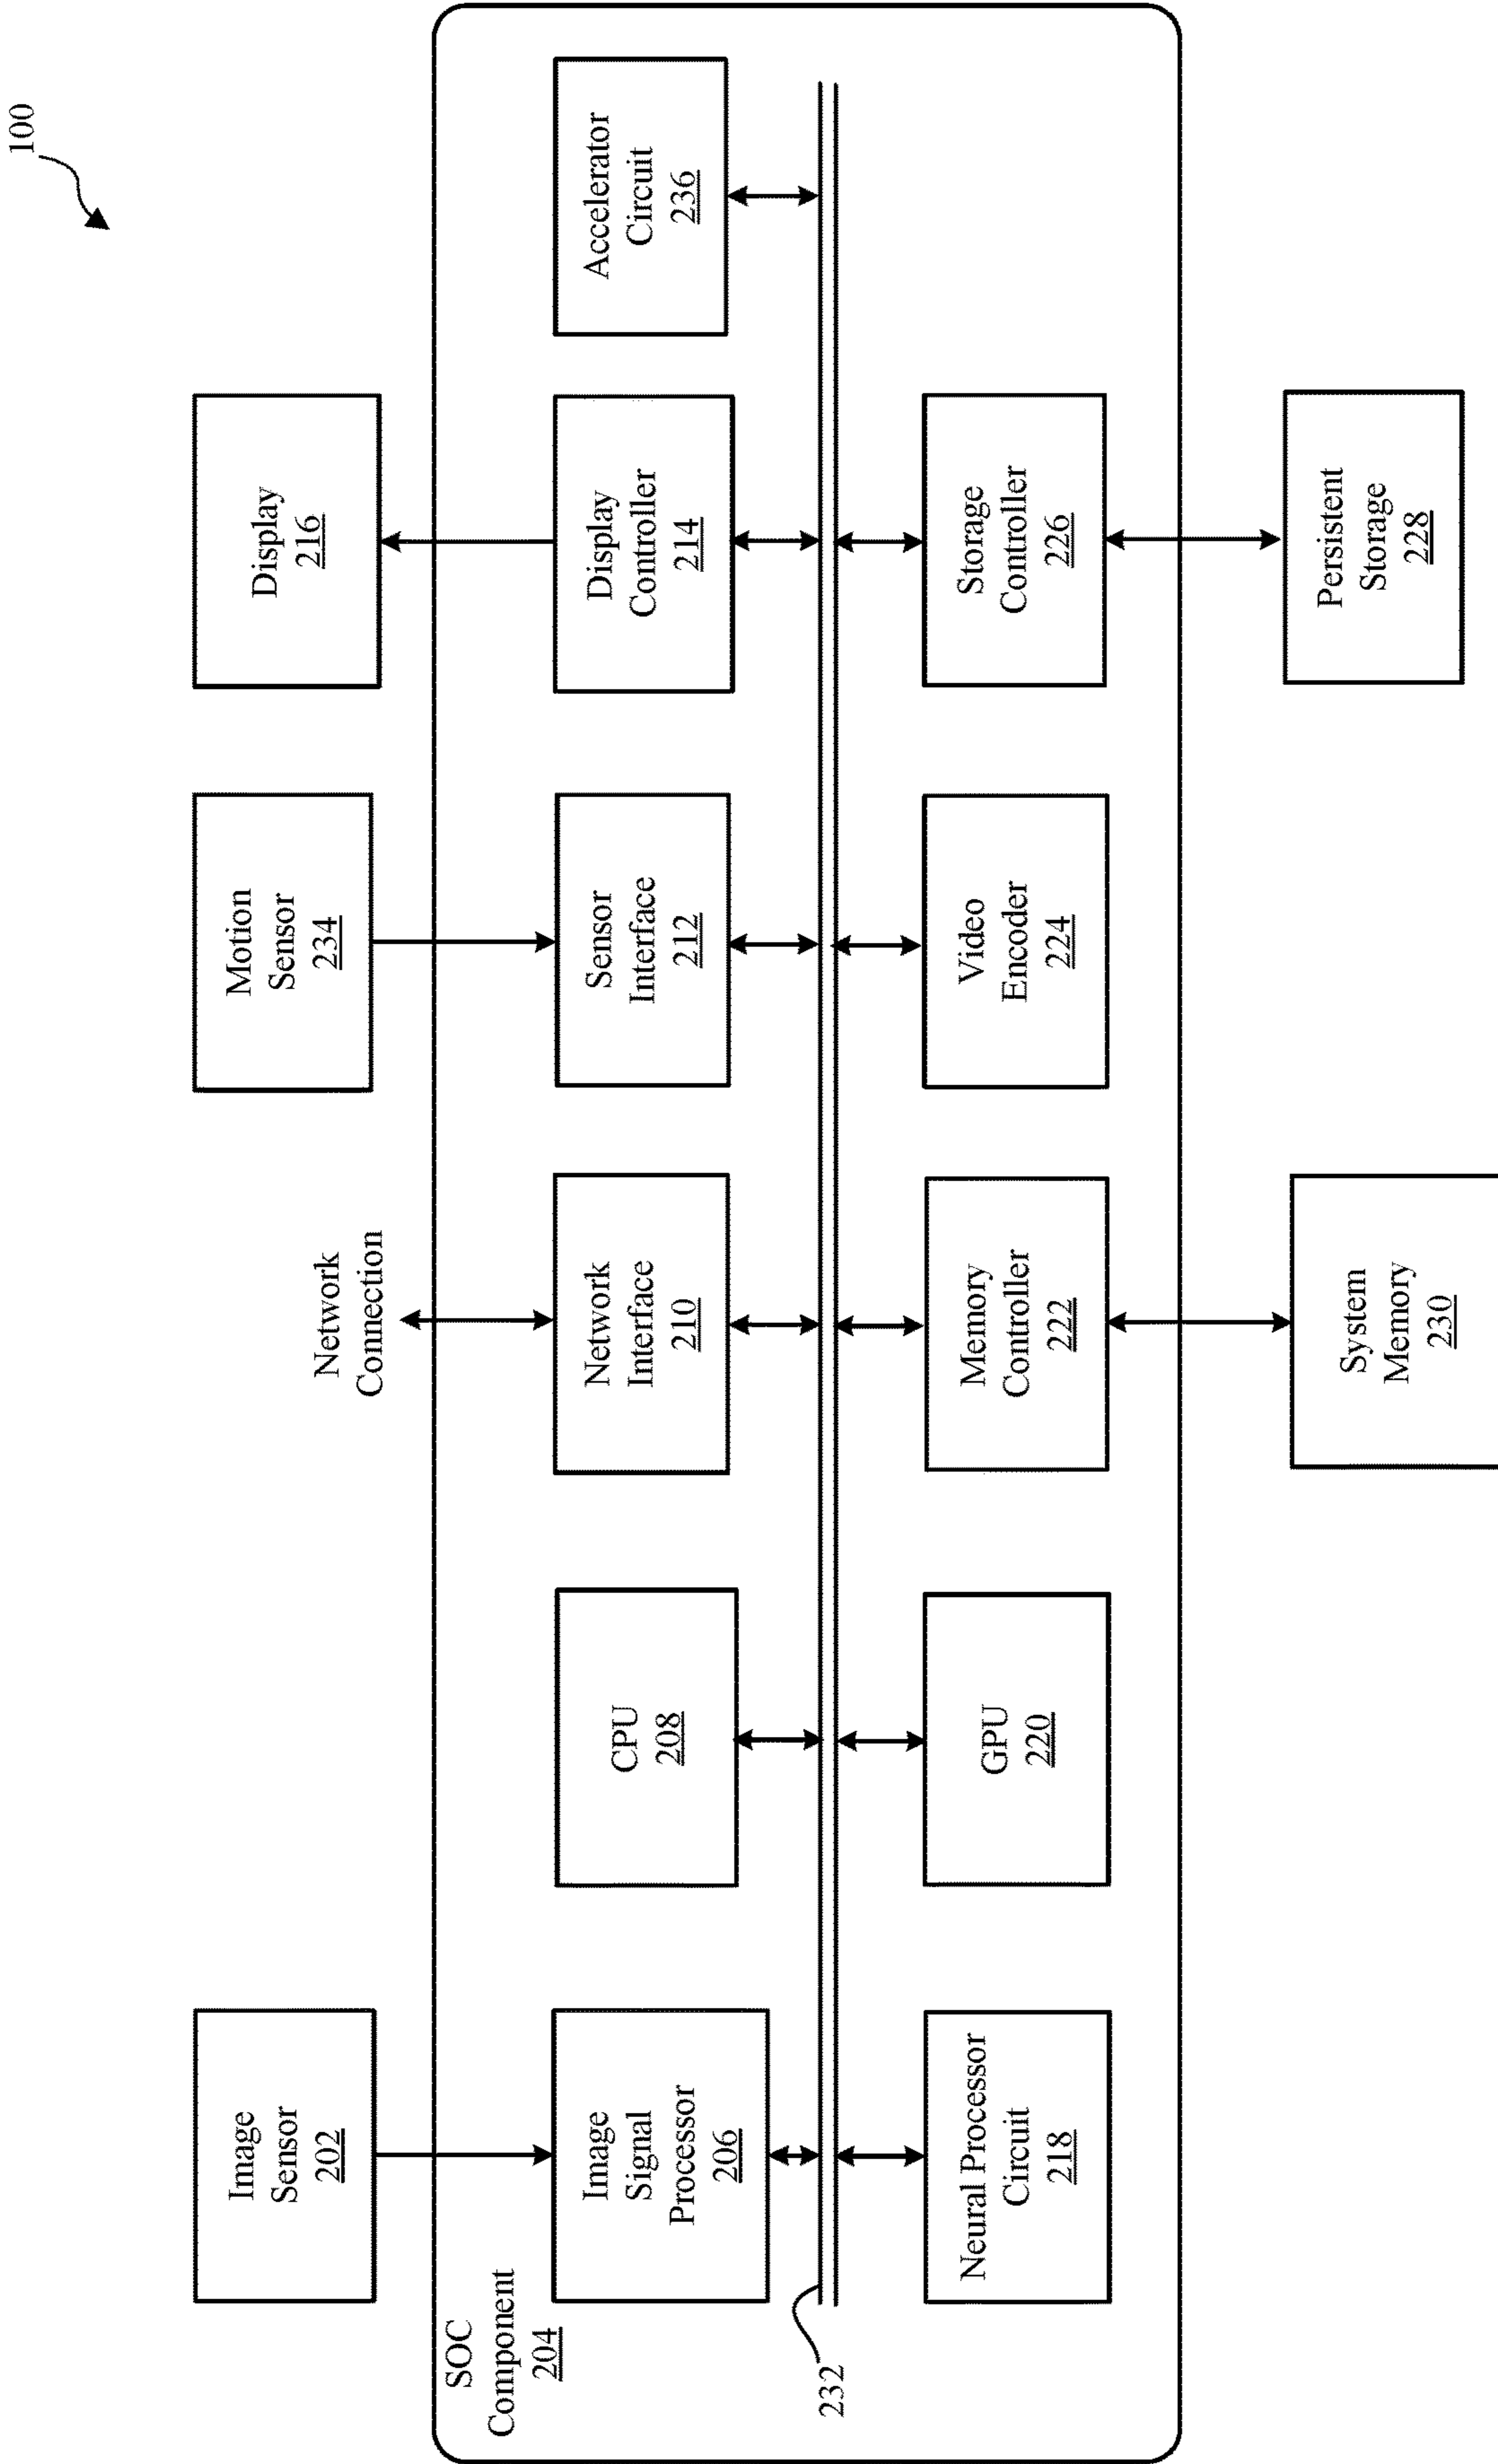 100
Image
Sensor
202
Network
Connection
Motion
Sensor
234
Display
216
SOC
Component
204
Image
Signal
Processor
206
CPU
208
Network
Interface
210
Sensor
Interface
212
Display
Controller
214
Accelerator
Circuit
236
232
Neural Processor
Circuit
218
GPU
220
Memory
Controller
222
Video
Encoder
224
Storage
Controller
226
System
Memory
230
Persistent
Storage
228